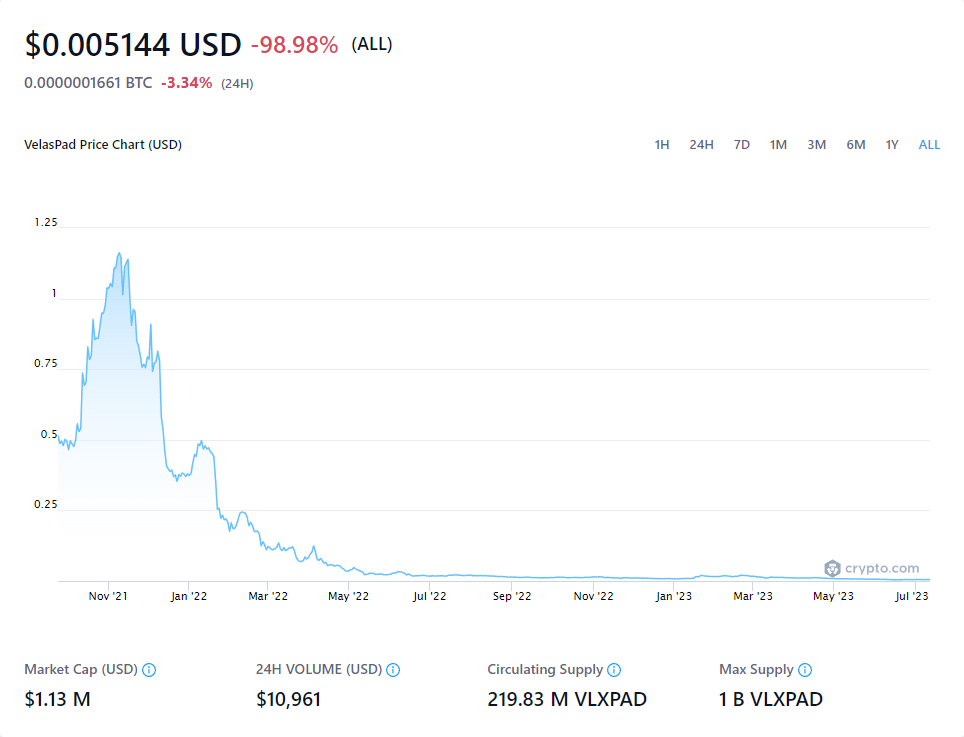 $0.005144 USD -98.98% (ALL)
0.0000001661 BTC -3.34% (24H)
VelasPad Price Chart (USD) 1H 24H 7D 1M 3M 6M 1Y ALL
1.25
1
0.75
0.5
0.25
crypto.com
Nov '21 Jan '22 Mar '22 May '22 Jul '22 Sep '22 Nov '22 Jan '23 Mar '23 May '23 Jul '23
Market Cap (USD) 24H VOLUME (USD) Circulating Supply Max Supply
$1.13 M $10,961 219.83 M VLXPAD 1 B VLXPAD